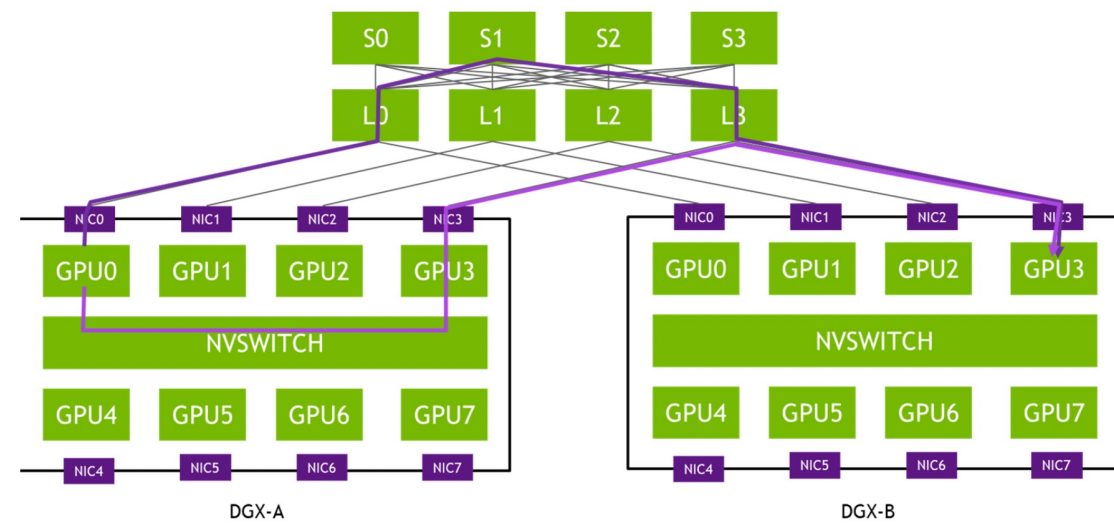 S0 S1 S2 S3
L0 L1 L2 L3
NIC0 NIC1 NIC2 NIC3 NIC0 NIC1 NIC2 NIC3
GPU0 GPU1 GPU2 GPU3 GPU0 GPU1 GPU2 GPU3
NVSWITCH NVSWITCH
GPU4 GPU5 GPU6 GPU7 GPU4 GPU5 GPU6 GPU7
NIC4 NIC5 NIC6 NIC7 NIC4 NIC5 NIC6 NIC7
DGX-A DGX-B